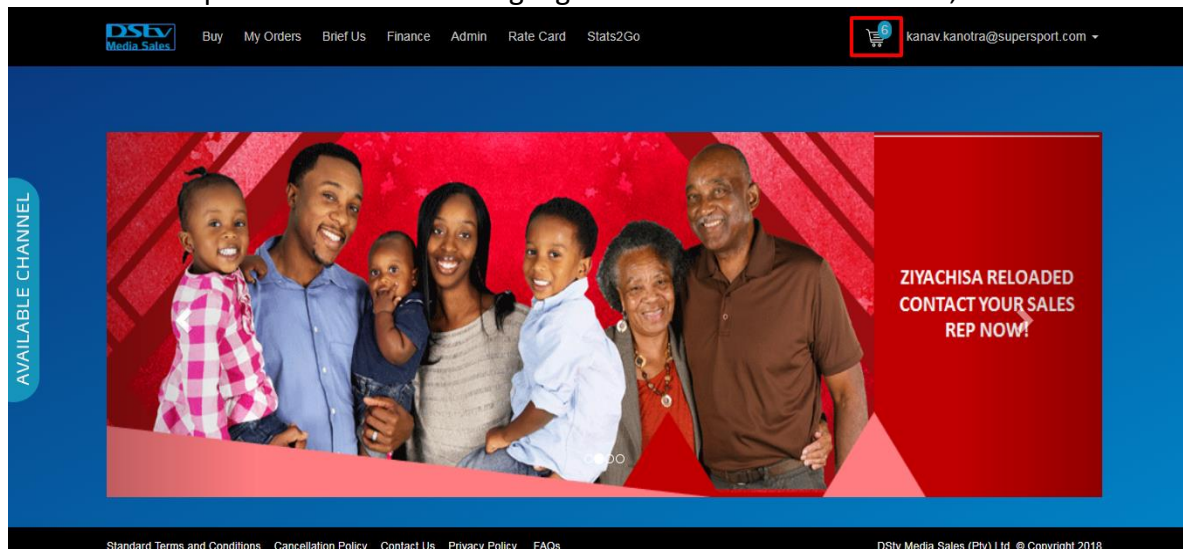 DStv
Media Sales
Buy My Orders Brief Us Finance Admin Rate Card Stats2Go
6
kanav.kanotra@supersport.com
AVAILABLE CHANNEL
ZIYACHISA RELOADED
CONTACT YOUR SALES
REP NOW!
Standard Terms and Conditions Cancellation Policy Contact Us Privacy Policy FAQs
DStv Media Sales (Pty) Ltd. © Copyright 2018